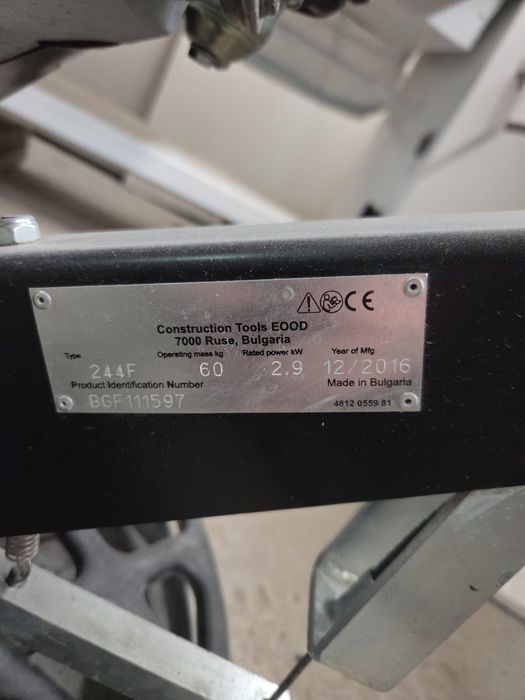 CE
Construction Tools EOOD
7000 Ruse, Bulgaria
Type Operating mass kg Rated power kW Year of Mfg
244F 60 2.9 12/2016
Product Identification Number Made in Bulgaria
BGF111597 4812 0559 81